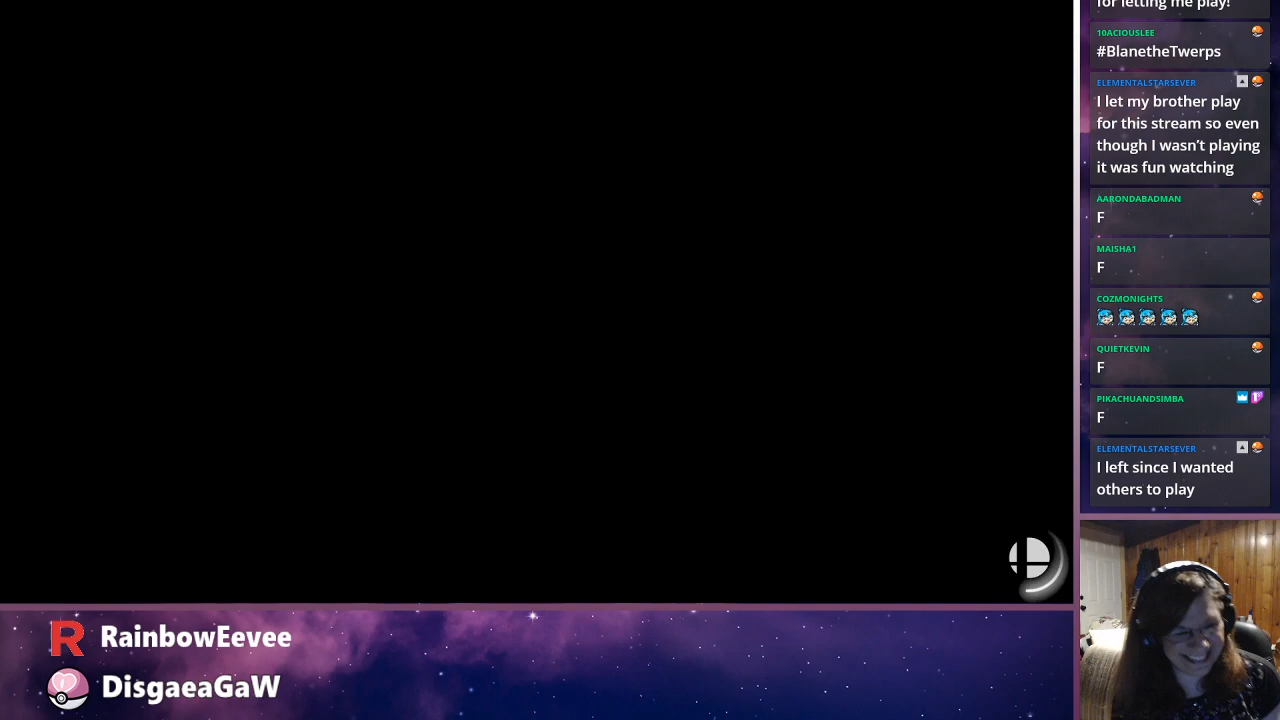 for letting me play!
10ACIOUSLEE
#BlanetheTwerps
ELEMENTALSTARSEVER
I let my brother play
for this stream so even
though I wasn't playing
it was fun watching
AARONDABADMAN
F
MAISHA1
F
COZMONIGHTS
QUIETKEVIN
F
PIKACHUANDSIMBA
F
ELEMENTALSTARSEVER
I left since I wanted
others to play
R RainbowEevee
DisgaeaGaW